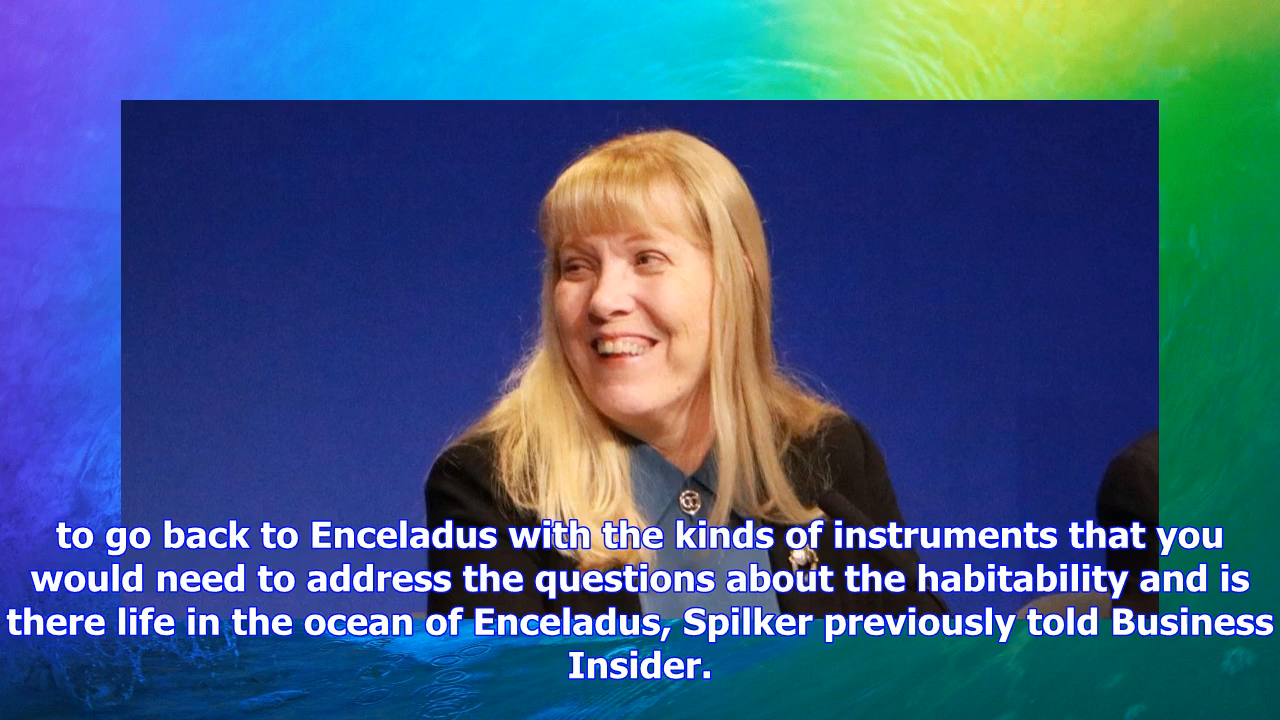 to go back to Enceladus with the kinds of instruments that you
would need to address the questions about the habitability and is
there life in the ocean of Enceladus, Spilker previously told Business
Insider.